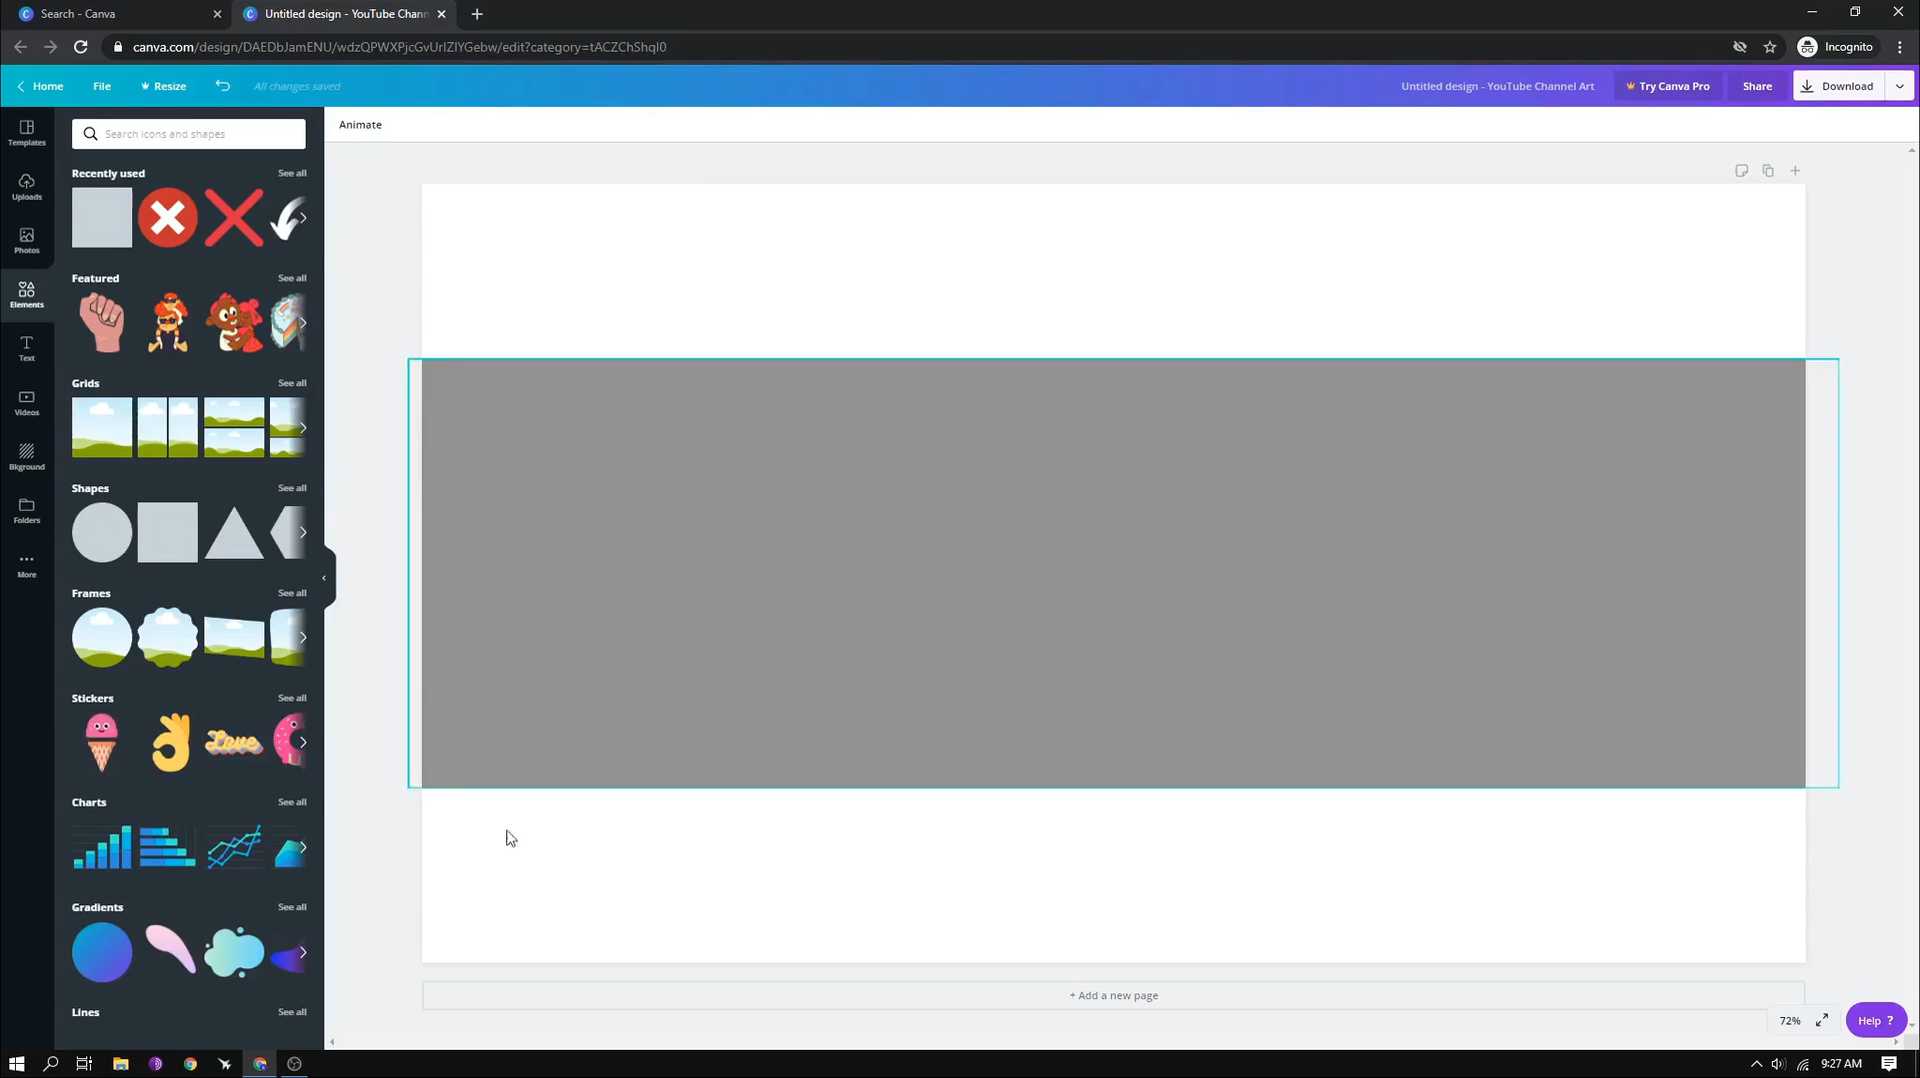 Search - Canva
Untitled design - YouTube Chann
canva.com/design/DAEDbJamENU/wdzQPWXPjcGvUrIZlYGebw/edit?category=tACZChShqI0
Incognito
Home
File
Resize
All changes saved
Untitled design - YouTube Channel Art
Try Canva Pro
Share
Download
Templates
Uploads
Photos
Elements
Text
Videos
Bkground
Folders
More
Search icons and shapes
Recently used
See all
Featured
See all
Grids
See all
Shapes
See all
Frames
See all
Stickers
See all
Love
Charts
See all
Gradients
See all
Lines
See all
Animate
+ Add a new page
72%
Help ?
9:27 AM